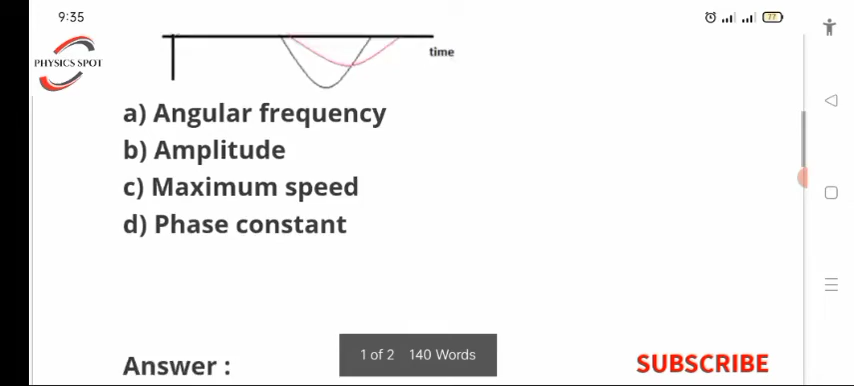 9:35
77
PHYSICS SPOT
time
a) Angular frequency
b) Amplitude
c) Maximum speed
d) Phase constant
1 of 2 140 Words
Answer :
SUBSCRIBE